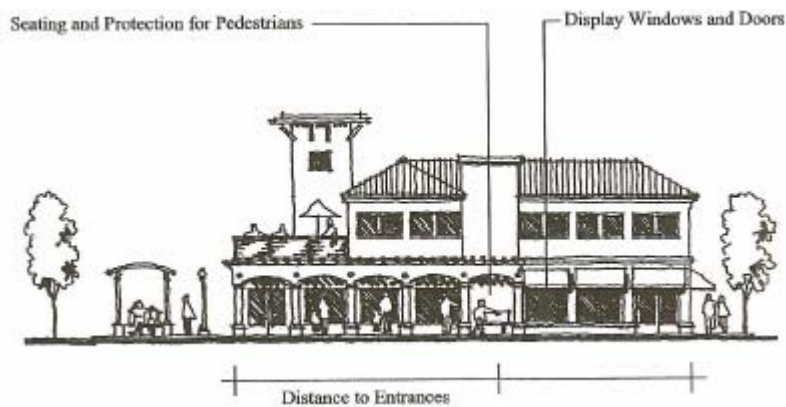 Seating and Protection for Pedestrians
Display Windows and Doors
Distance to Entrances